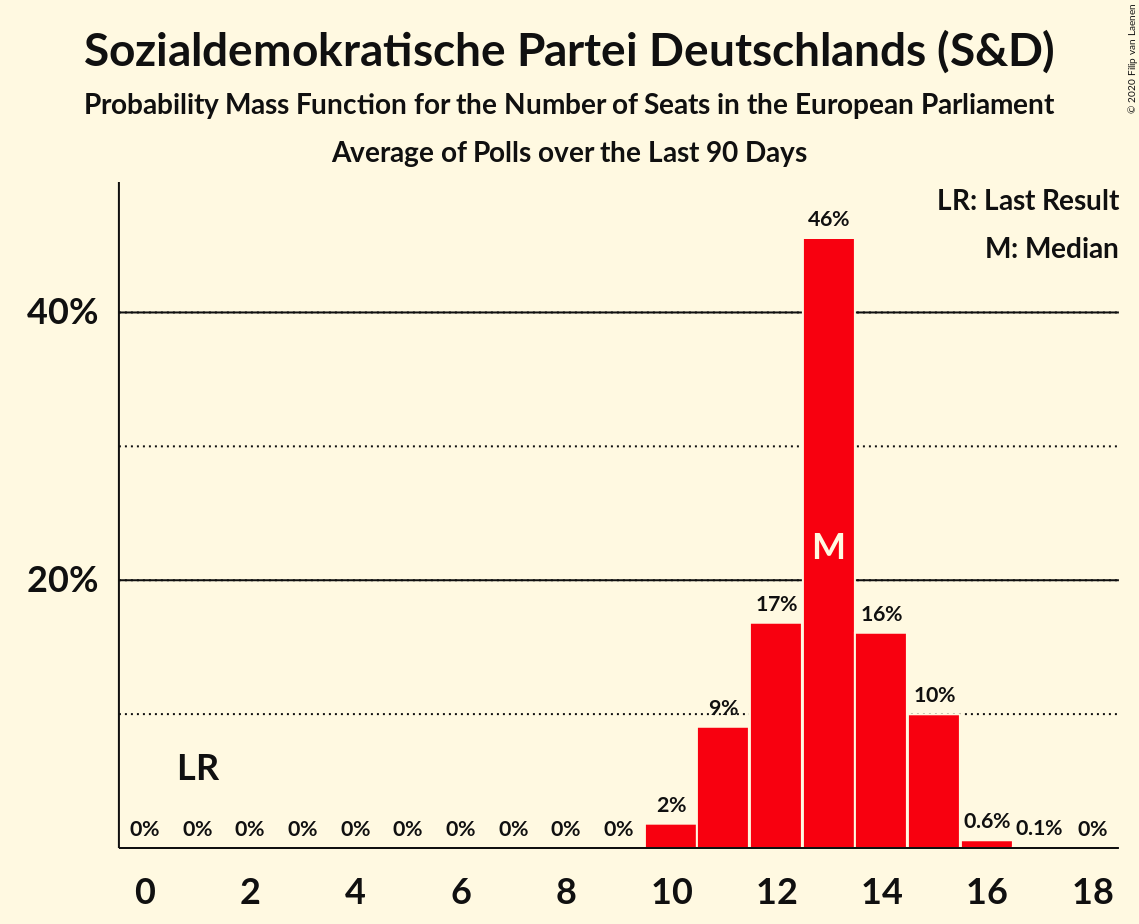 Sozialdemokratische Partei Deutschlands (S&D)
Probability Mass Function for the Number of Seats in the European Parliament
Average of Polls over the Last 90 Days
© 2020 Filip van Laenen
LR: Last Result
M: Median
46%
40%
M
20%
17%
16%
10%
9%
LR
2%
0% 0% 0% 0% 0% 0% 0% 0% 0% 0% 0.6% 0.1% 0%
0 2 4 6 8 10 12 14 16 18